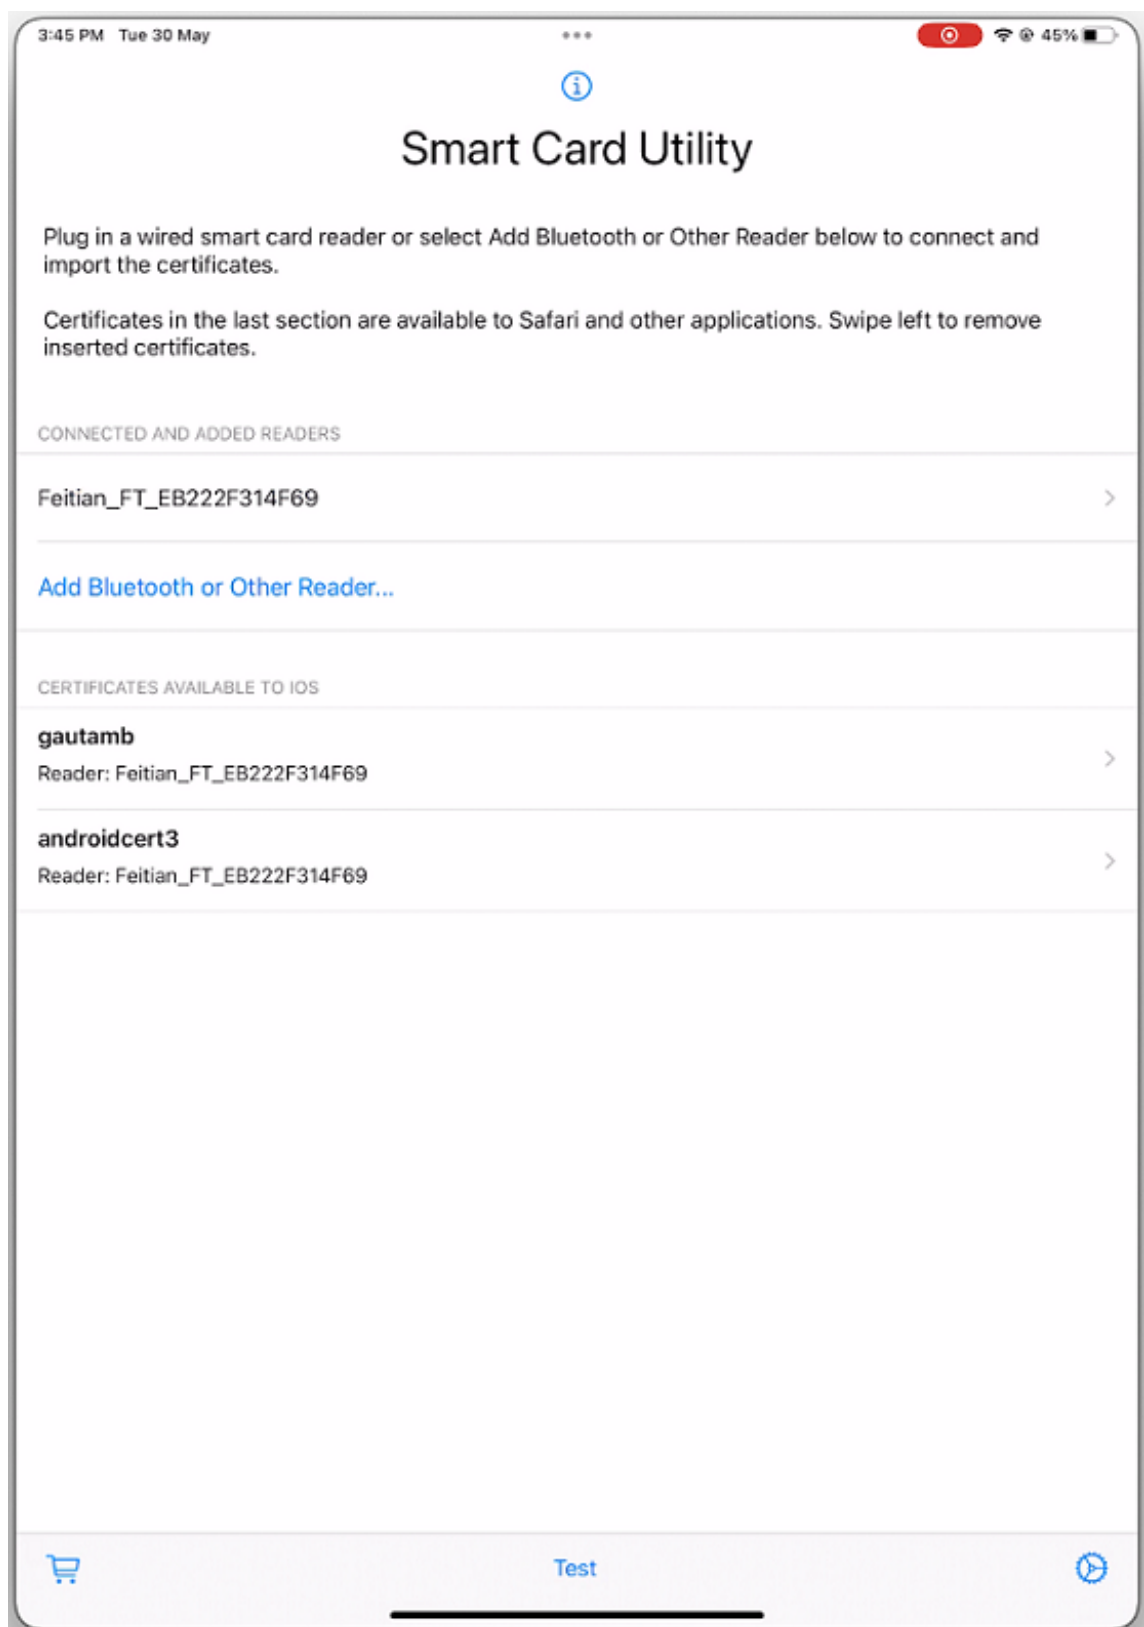 3:45 PM Tue 30 May
45%
Smart Card Utility
Plug in a wired smart card reader or select Add Bluetooth or Other Reader below to connect and
import the certificates.
Certificates in the last section are available to Safari and other applications. Swipe left to remove
inserted certificates.
CONNECTED AND ADDED READERS
Feitian_FT_EB222F314F69
Add Bluetooth or Other Reader...
CERTIFICATES AVAILABLE TO IOS
gautamb
Reader: Feitian_FT_EB222F314F69
androidcert3
Reader: Feitian_FT_EB222F314F69
Test